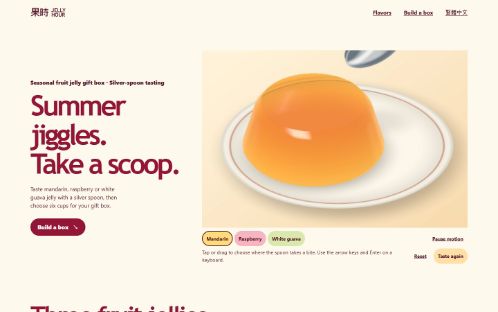 果時 JELLY HOUR
Flavors Build a box 繁體中文
Seasonal fruit jelly gift box · Silver-spoon tasting
Summer
jiggles.
Take a scoop.
Taste mandarin, raspberry or white
guava jelly with a silver spoon, then
choose six cups for your gift box.
Build a box ↘
Mandarin Raspberry White guava
Pause motion
Tap or drag to choose where the spoon takes a bite. Use the arrow keys and Enter on a
keyboard.
Reset Taste again
Three fruit jellies